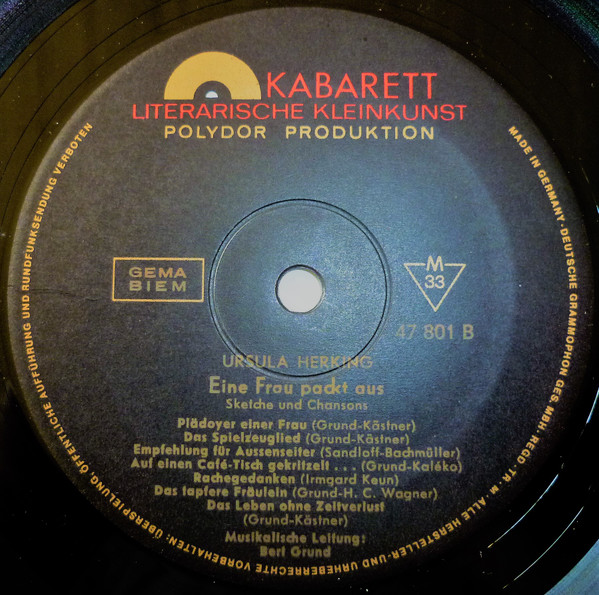 KABARETT
LITERARISCHE KLEINKUNST
POLYDOR PRODUKTION
GEMA
BIEM
M
33
47 801 B
URSULA HERKING
Eine Frau packt aus
Sketche und Chansons
Plädoyer einer Frau (Grund-Kästner)
Das Spielzeuglied (Grund-Kästner)
Empfehlung für Aussenseiter (Sandloff-Bachmüller)
Auf einen Café-Tisch gekritzelt . . . (Grund-Kaléko)
Rachegedanken (Irmgard Keun)
Das tapfere Fräulein (Grund-H. C. Wagner)
Das Leben ohne Zeitverlust
(Grund-Kästner)
Musikalische Leitung:
Bert Grund
MADE IN GERMANY · DEUTSCHE GRAMMOPHON GES. MBH · REGD. TR. M. · ALLE HERSTELLER- UND URHEBERRECHTE VORBEHALTEN: ÜBERSPIELUNG, ÖFFENTLICHE AUFFÜHRUNG UND RUNDFUNKSENDUNG VERBOTEN